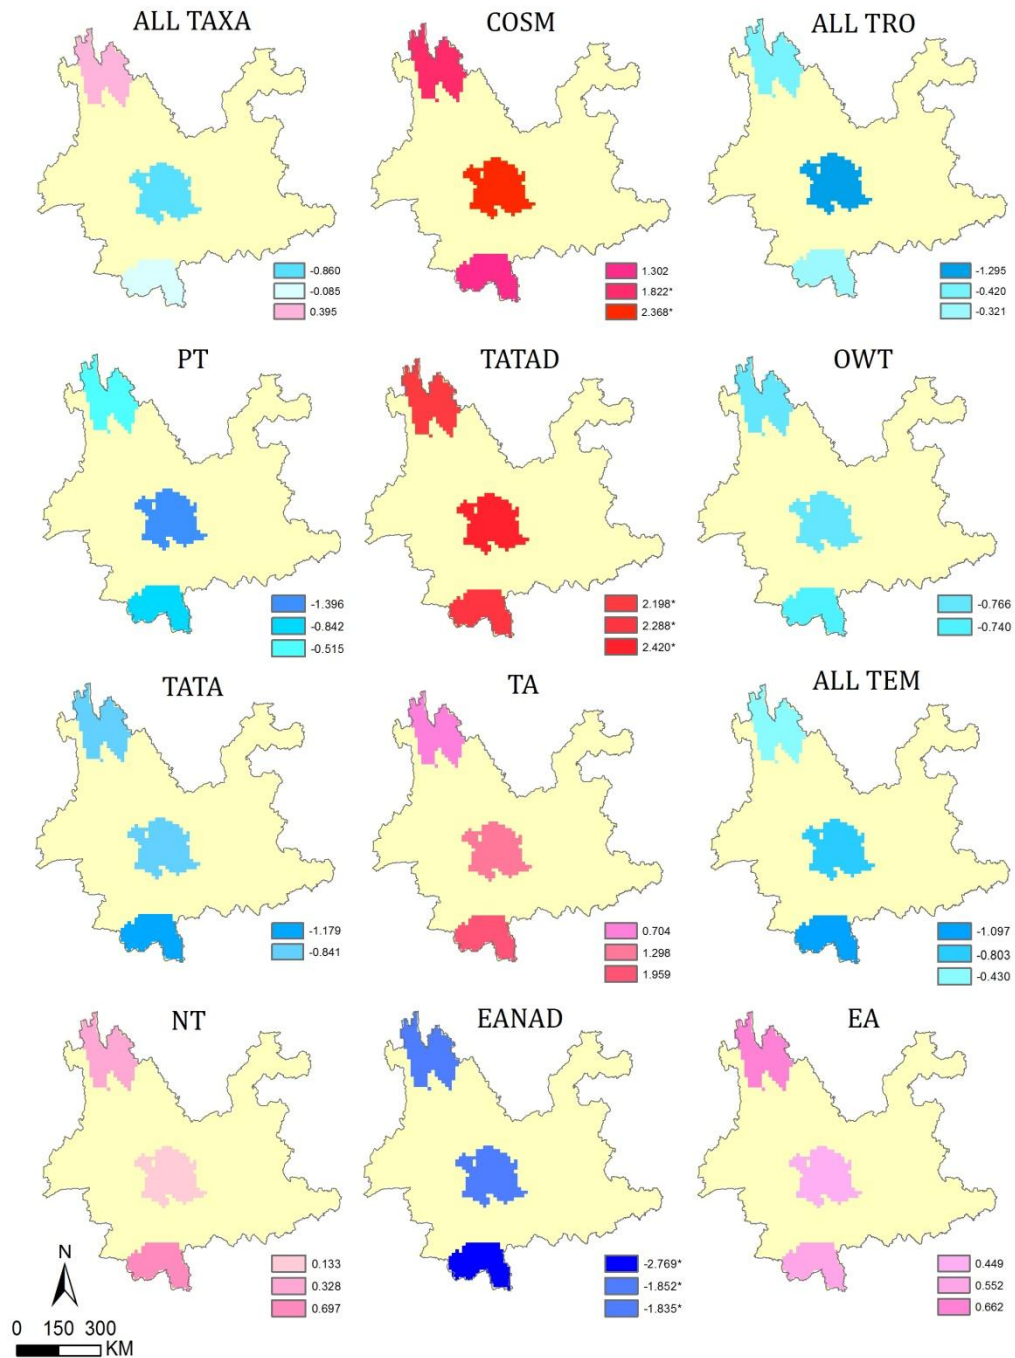 ALL TAXA
COSM
ALL TRO
-0.860
-0.085
0.395
1.302
1.822*
2.368*
-1.295
-0.420
-0.321
PT
TATAD
OWT
-1.396
-0.842
-0.515
2.198*
2.288*
2.420*
-0.766
-0.740
TATA
TA
ALL TEM
-1.179
-0.841
0.704
1.298
1.959
-1.097
-0.803
-0.430
NT
EANAD
EA
0.133
0.328
0.697
-2.769*
-1.852*
-1.835*
0.449
0.552
0.662
N
0 150 300
KM